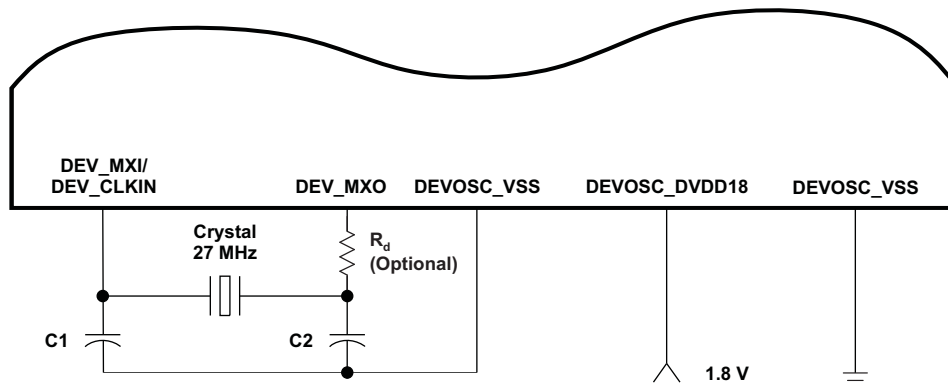 DEV_MXI/
DEV_CLKIN
DEV_MXO
DEVOSC_VSS
DEVOSC_DVDD18
DEVOSC_VSS
Crystal
27 MHz
Rd
(Optional)
C1
C2
1.8 V